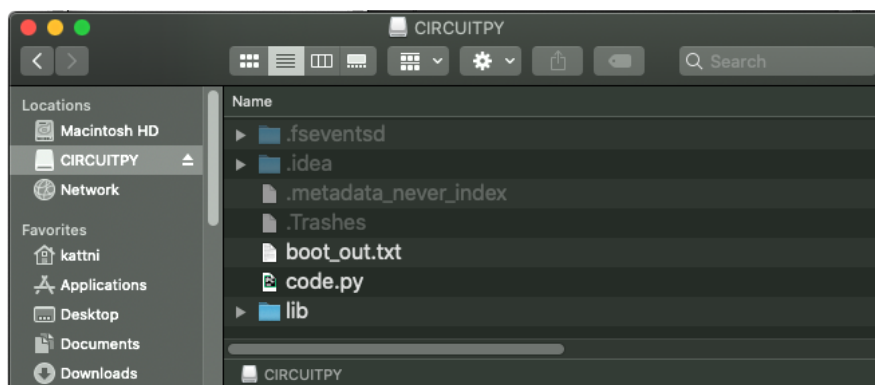 CIRCUITPY
Search
Locations
Macintosh HD
CIRCUITPY
Network
Favorites
kattni
Applications
Desktop
Documents
Downloads
Name
.fseventsd
.idea
.metadata_never_index
.Trashes
boot_out.txt
code.py
lib
CIRCUITPY